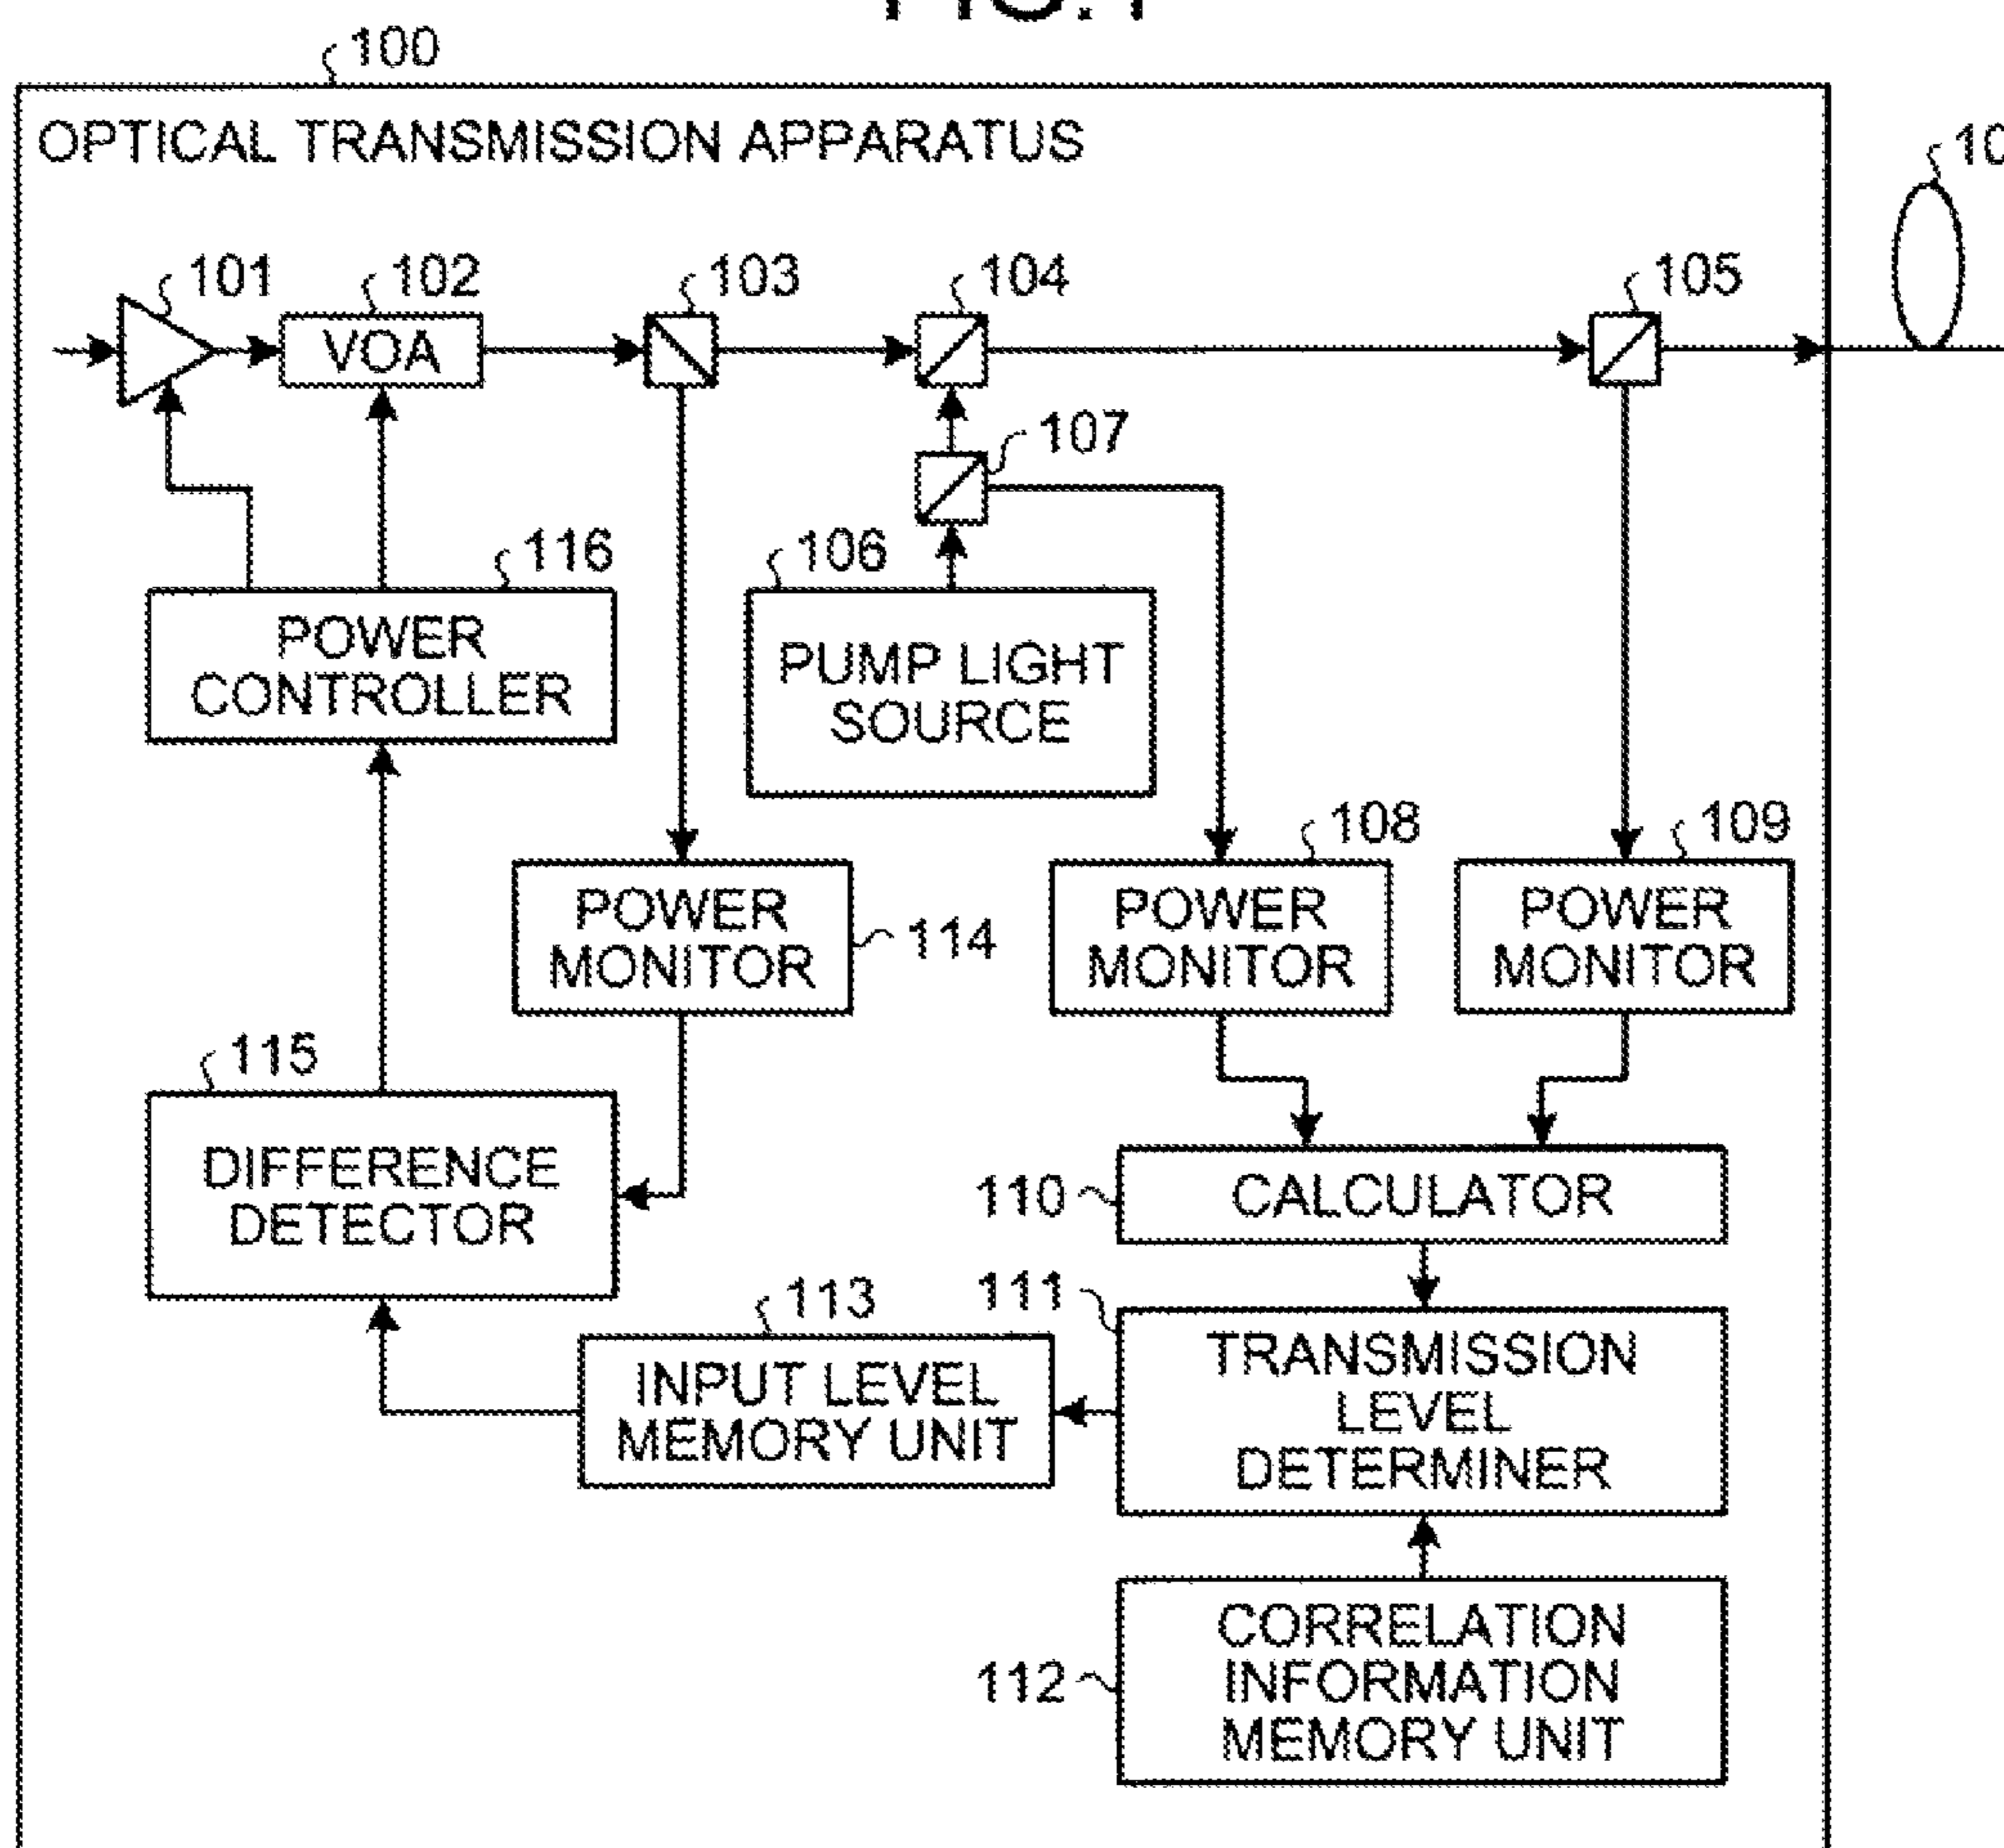 FIG.1
100
OPTICAL TRANSMISSION APPARATUS
101
102
103
104
105
VOA
107
116
106
POWER
CONTROLLER
PUMP LIGHT
SOURCE
108
109
POWER
MONITOR
114
POWER
MONITOR
POWER
MONITOR
115
DIFFERENCE
DETECTOR
110
CALCULATOR
113
111
INPUT LEVEL
MEMORY UNIT
TRANSMISSION
LEVEL
DETERMINER
112
CORRELATION
INFORMATION
MEMORY UNIT